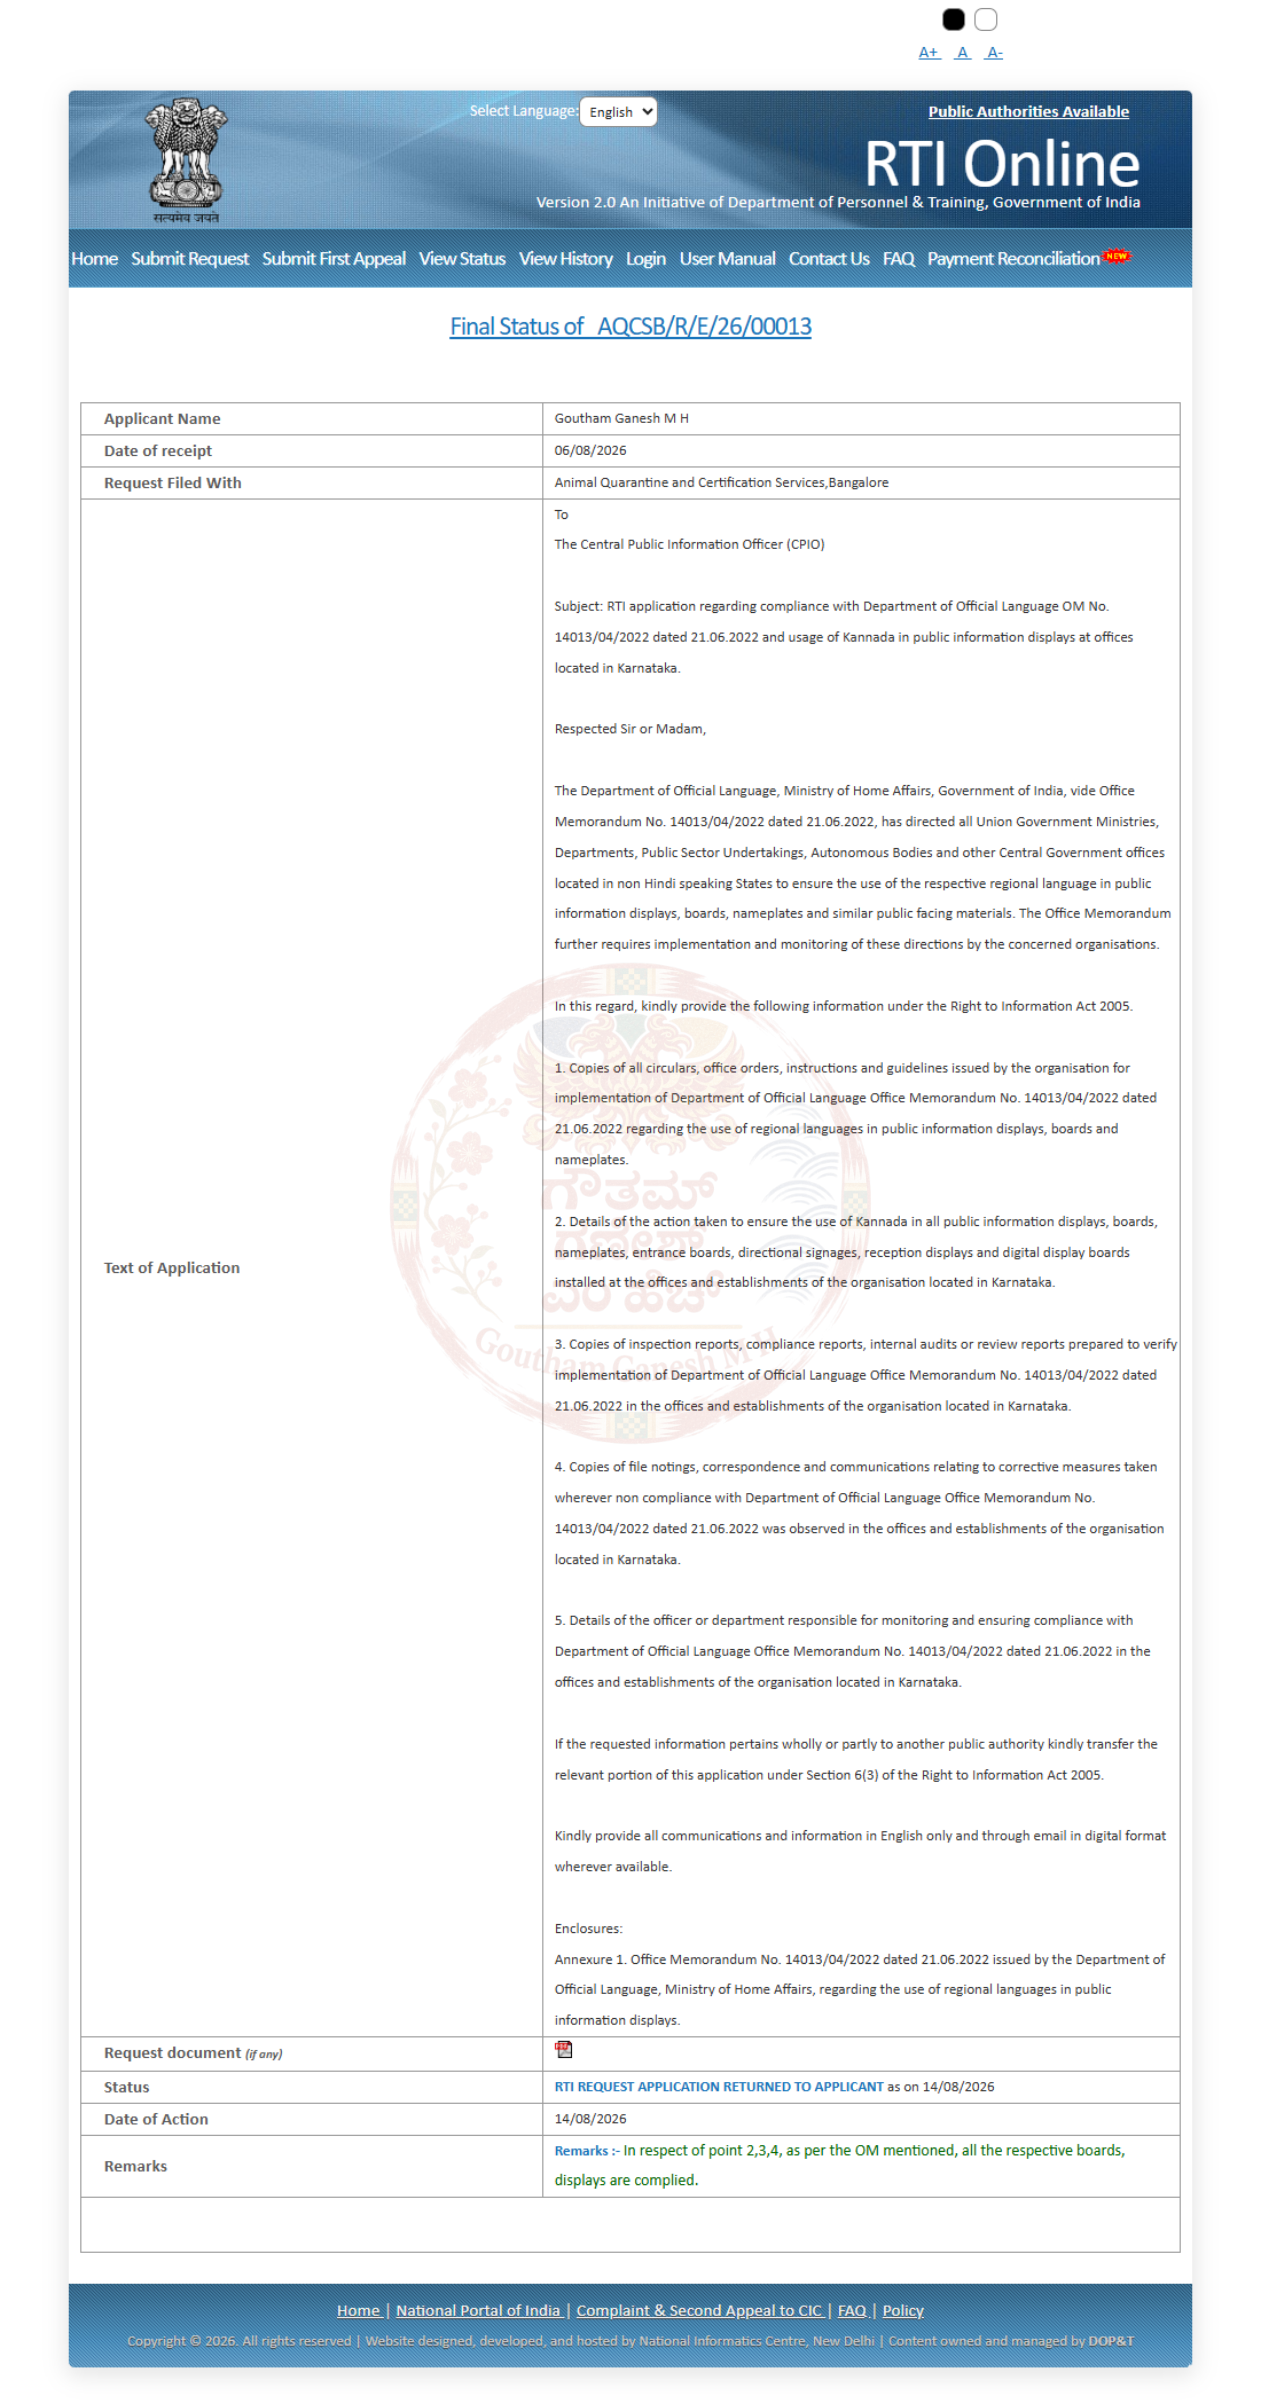 A+ A A-
Select Language: English
Public Authorities Available
RTI Online
Version 2.0 An Initiative of Department of Personnel & Training, Government of India
सत्यमेव जयते
Home Submit Request Submit First Appeal View Status View History Login User Manual Contact Us FAQ Payment Reconciliation NEW
Final Status of AQCSB/R/E/26/00013
Applicant Name Goutham Ganesh M H
Date of receipt 06/08/2026
Request Filed With Animal Quarantine and Certification Services,Bangalore
Text of Application
To
The Central Public Information Officer (CPIO)
Subject: RTI application regarding compliance with Department of Official Language OM No.
14013/04/2022 dated 21.06.2022 and usage of Kannada in public information displays at offices
located in Karnataka.
Respected Sir or Madam,
The Department of Official Language, Ministry of Home Affairs, Government of India, vide Office
Memorandum No. 14013/04/2022 dated 21.06.2022, has directed all Union Government Ministries,
Departments, Public Sector Undertakings, Autonomous Bodies and other Central Government offices
located in non Hindi speaking States to ensure the use of the respective regional language in public
information displays, boards, nameplates and similar public facing materials. The Office Memorandum
further requires implementation and monitoring of these directions by the concerned organisations.
In this regard, kindly provide the following information under the Right to Information Act 2005.
1. Copies of all circulars, office orders, instructions and guidelines issued by the organisation for
implementation of Department of Official Language Office Memorandum No. 14013/04/2022 dated
21.06.2022 regarding the use of regional languages in public information displays, boards and
nameplates.
2. Details of the action taken to ensure the use of Kannada in all public information displays, boards,
nameplates, entrance boards, directional signages, reception displays and digital display boards
installed at the offices and establishments of the organisation located in Karnataka.
3. Copies of inspection reports, compliance reports, internal audits or review reports prepared to verify
implementation of Department of Official Language Office Memorandum No. 14013/04/2022 dated
21.06.2022 in the offices and establishments of the organisation located in Karnataka.
4. Copies of file notings, correspondence and communications relating to corrective measures taken
wherever non compliance with Department of Official Language Office Memorandum No.
14013/04/2022 dated 21.06.2022 was observed in the offices and establishments of the organisation
located in Karnataka.
5. Details of the officer or department responsible for monitoring and ensuring compliance with
Department of Official Language Office Memorandum No. 14013/04/2022 dated 21.06.2022 in the
offices and establishments of the organisation located in Karnataka.
If the requested information pertains wholly or partly to another public authority kindly transfer the
relevant portion of this application under Section 6(3) of the Right to Information Act 2005.
Kindly provide all communications and information in English only and through email in digital format
wherever available.
Enclosures:
Annexure 1. Office Memorandum No. 14013/04/2022 dated 21.06.2022 issued by the Department of
Official Language, Ministry of Home Affairs, regarding the use of regional languages in public
information displays.
ಗೌತಮ್
ಗಣೇಶ್
ಎಂ ಹೆಚ್
Goutham Ganesh M H
Request document (if any)
Status RTI REQUEST APPLICATION RETURNED TO APPLICANT as on 14/08/2026
Date of Action 14/08/2026
Remarks Remarks :- In respect of point 2,3,4, as per the OM mentioned, all the respective boards,
displays are complied.
Home | National Portal of India | Complaint & Second Appeal to CIC | FAQ | Policy
Copyright © 2026. All rights reserved | Website designed, developed, and hosted by National Informatics Centre, New Delhi | Content owned and managed by DOP&T